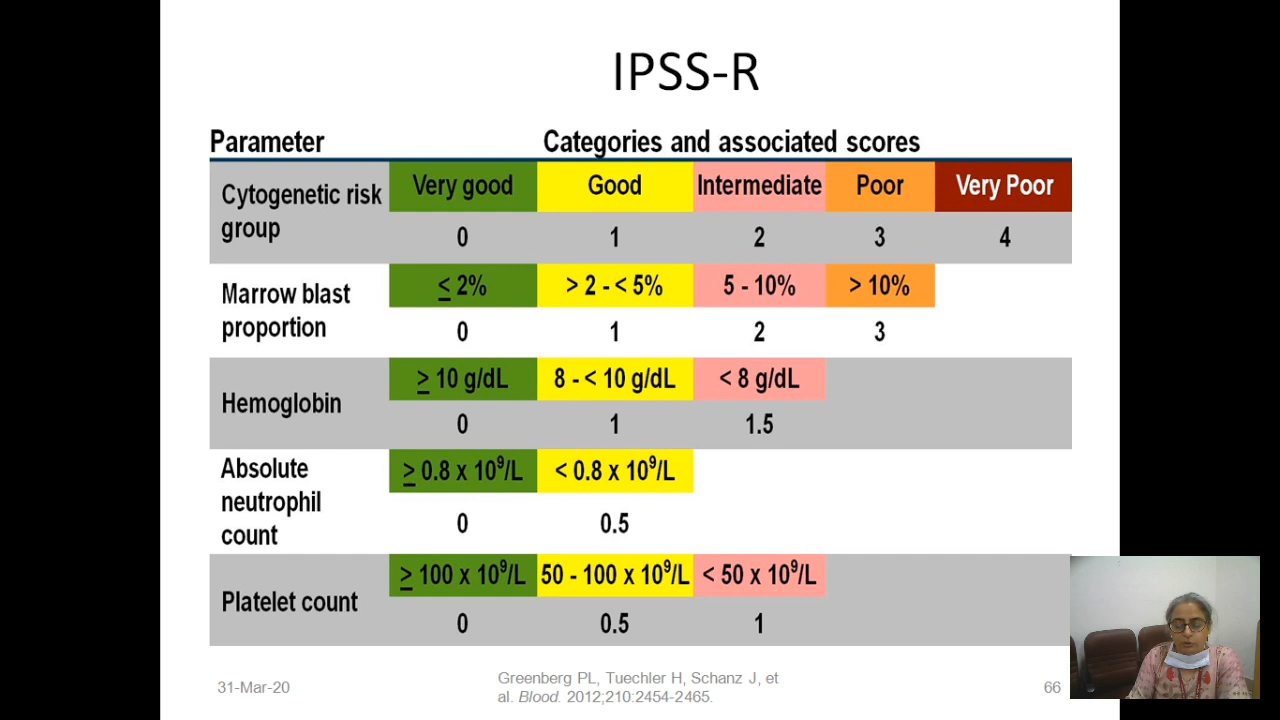 IPSS-R
Parameter Categories and associated scores
Cytogenetic risk group Very good Good Intermediate Poor Very Poor
0 1 2 3 4
Marrow blast proportion ≤ 2% > 2 - < 5% 5 - 10% > 10%
0 1 2 3
Hemoglobin ≥ 10 g/dL 8 - < 10 g/dL < 8 g/dL
0 1 1.5
Absolute neutrophil count ≥ 0.8 x 10⁹/L < 0.8 x 10⁹/L
0 0.5
Platelet count ≥ 100 x 10⁹/L 50 - 100 x 10⁹/L < 50 x 10⁹/L
0 0.5 1
31-Mar-20
Greenberg PL, Tuechler H, Schanz J, et
al. Blood. 2012;210:2454-2465.
66